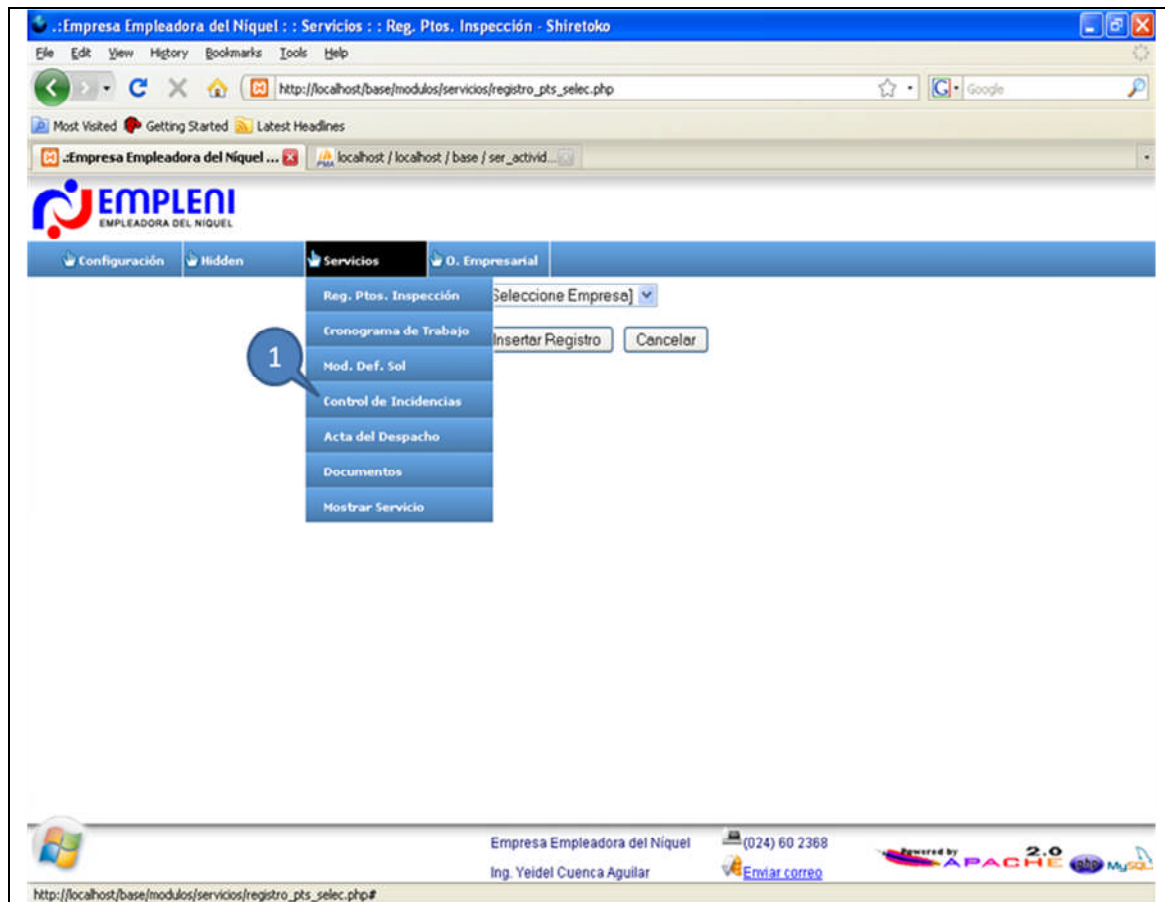 .:Empresa Empleadora del Níquel : : Servicios : : Reg. Ptos. Inspección - Shiretoko
File Edit View History Bookmarks Tools Help
http://localhost/base/modulos/servicios/registro_pts_selec.php
Google
Most Visited Getting Started Latest Headlines
.:Empresa Empleadora del Níquel ... localhost / localhost / base / ser_activid...
EMPLENI
EMPLEADORA DEL NIQUEL
Configuración Hidden Servicios O. Empresarial
Reg. Ptos. Inspección Seleccione Empresa]
Cronograma de Trabajo Insertar Registro Cancelar
1
Mod. Def. Sol
Control de Incidencias
Acta del Despacho
Documentos
Mostrar Servicio
Empresa Empleadora del Níquel (024) 60 2368
Powered by APACHE 2.0 php MySQL
Ing. Yeidel Cuenca Aguilar Enviar correo
http://localhost/base/modulos/servicios/registro_pts_selec.php#